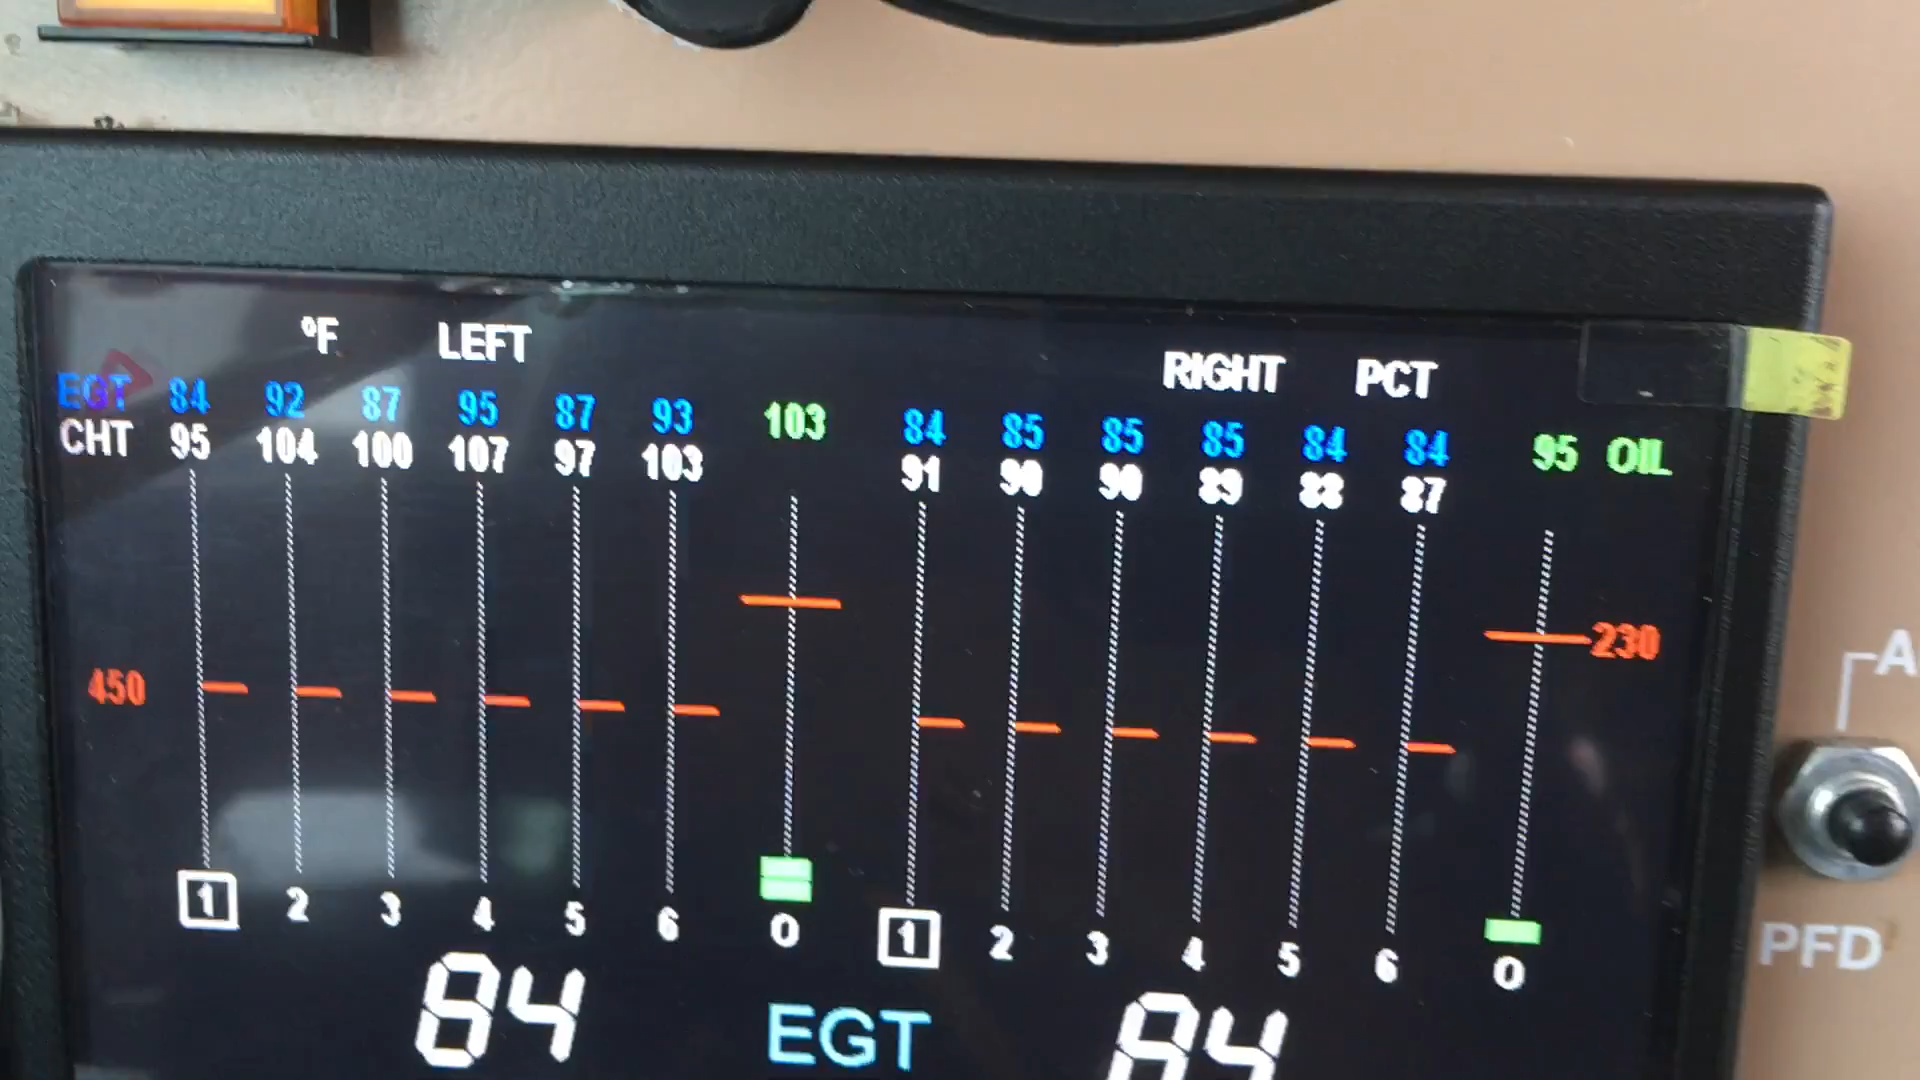 °F LEFT RIGHT PCT
EGT 84 92 87 95 87 93 103 84 85 85 85 84 84 95 OIL
CHT 95 104 100 107 97 103 91 90 90 89 88 87
450 230
1 2 3 4 5 6 O 1 2 3 4 5 6 O
84 EGT 84
PFD